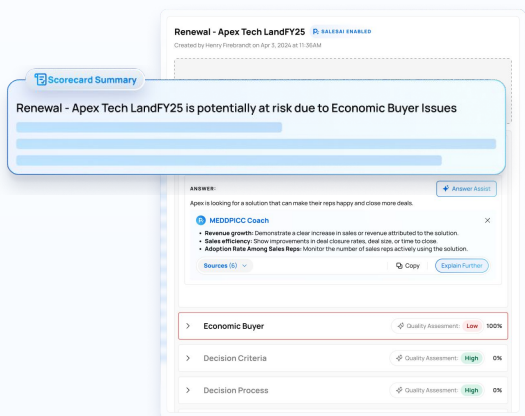 Renewal - Apex Tech LandFY25 SALESAI ENABLED
Created by Henry Firebrandt on Apr 3, 2024 at 11:36AM
Scorecard Summary
Renewal - Apex Tech LandFY25 is potentially at risk due to Economic Buyer Issues
ANSWER:
Answer Assist
Apex is looking for a solution that can make their reps happy and close more deals.
MEDDPICC Coach
• Revenue growth: Demonstrate a clear increase in sales or revenue attributed to the solution.
• Sales efficiency: Show improvements in deal closure rates, deal size, or time to close.
• Adoption Rate Among Sales Reps: Monitor the number of sales reps actively using the solution.
Sources (6) Copy Explain Further
Economic Buyer Quality Assesment: Low 100%
Decision Criteria Quality Assesment: High 0%
Decision Process Quality Assesment: High 0%